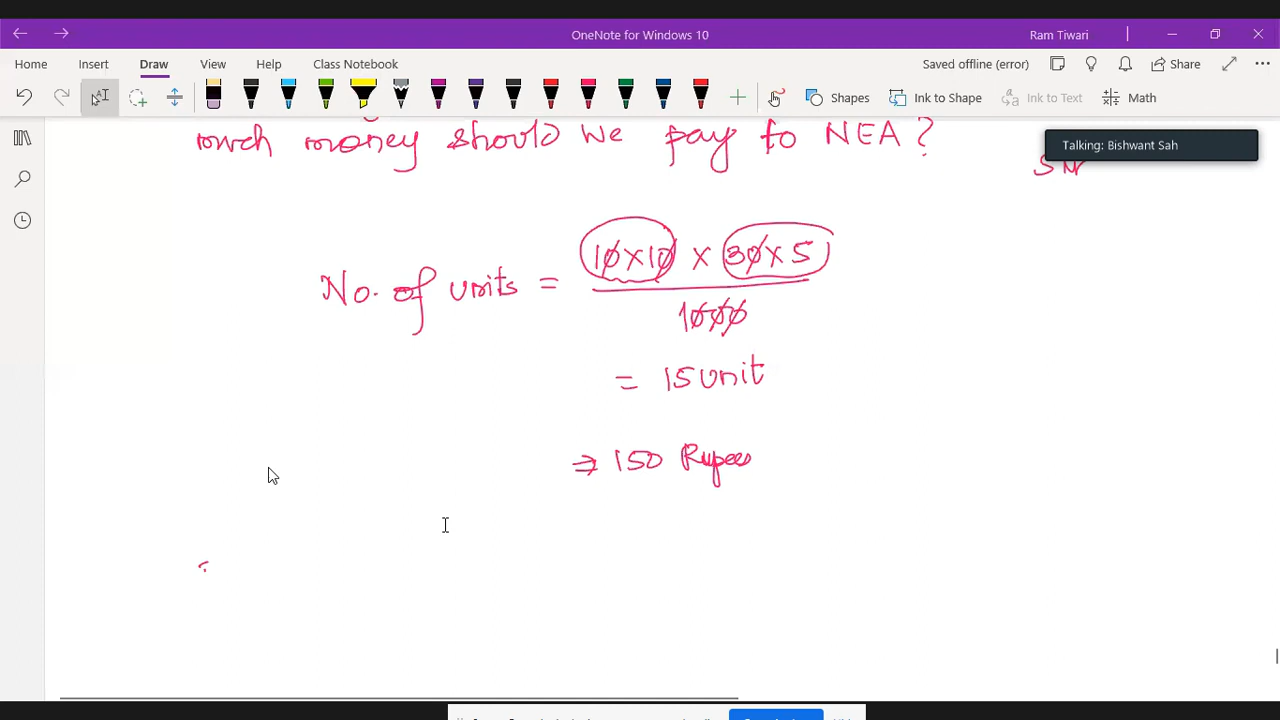 OneNote for Windows 10
Ram Tiwari
Home Insert Draw View Help Class Notebook
Saved offline (error)
Share
Shapes
Ink to Shape
Ink to Text
Math
much money should we pay to NEA?
Talking: Bishwant Sah
No. of units = 10x10 x 30x5
1000
= 15 unit
⇒ 150 Rupees